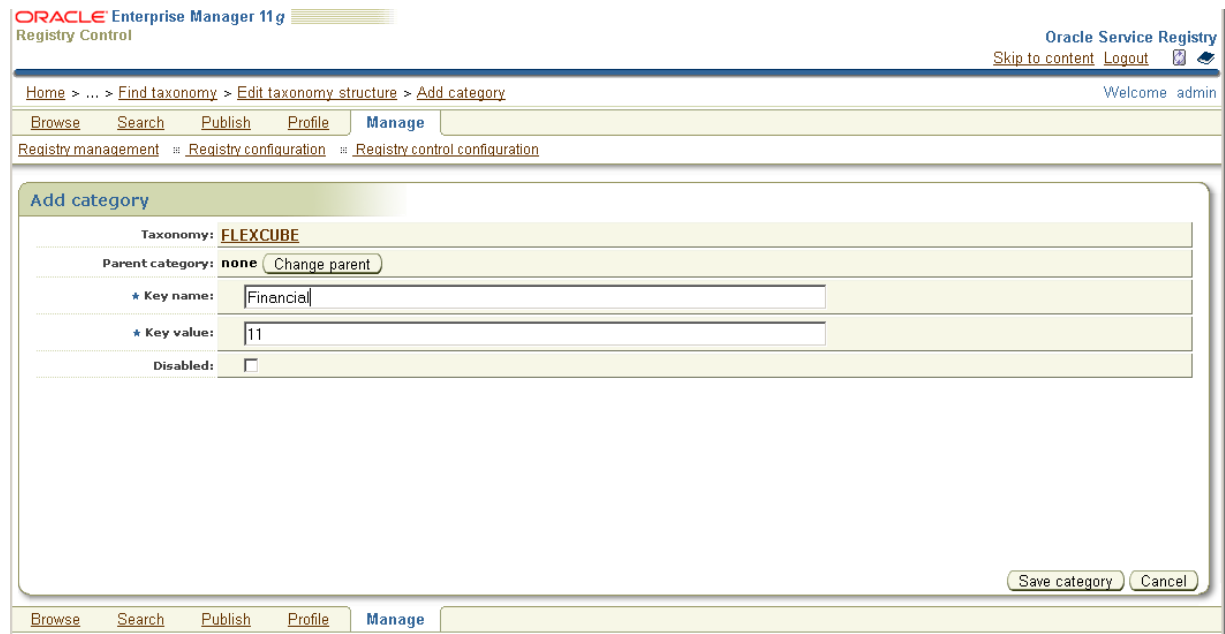 ORACLE Enterprise Manager 11g
Registry Control
Oracle Service Registry
Skip to content Logout
Home > ... > Find taxonomy > Edit taxonomy structure > Add category
Welcome admin
Browse Search Publish Profile Manage
Registry management Registry configuration Registry control configuration
Add category
Taxonomy: FLEXCUBE
Parent category: none Change parent
* Key name: Financial
* Key value: 11
Disabled:
Save category Cancel
Browse Search Publish Profile Manage